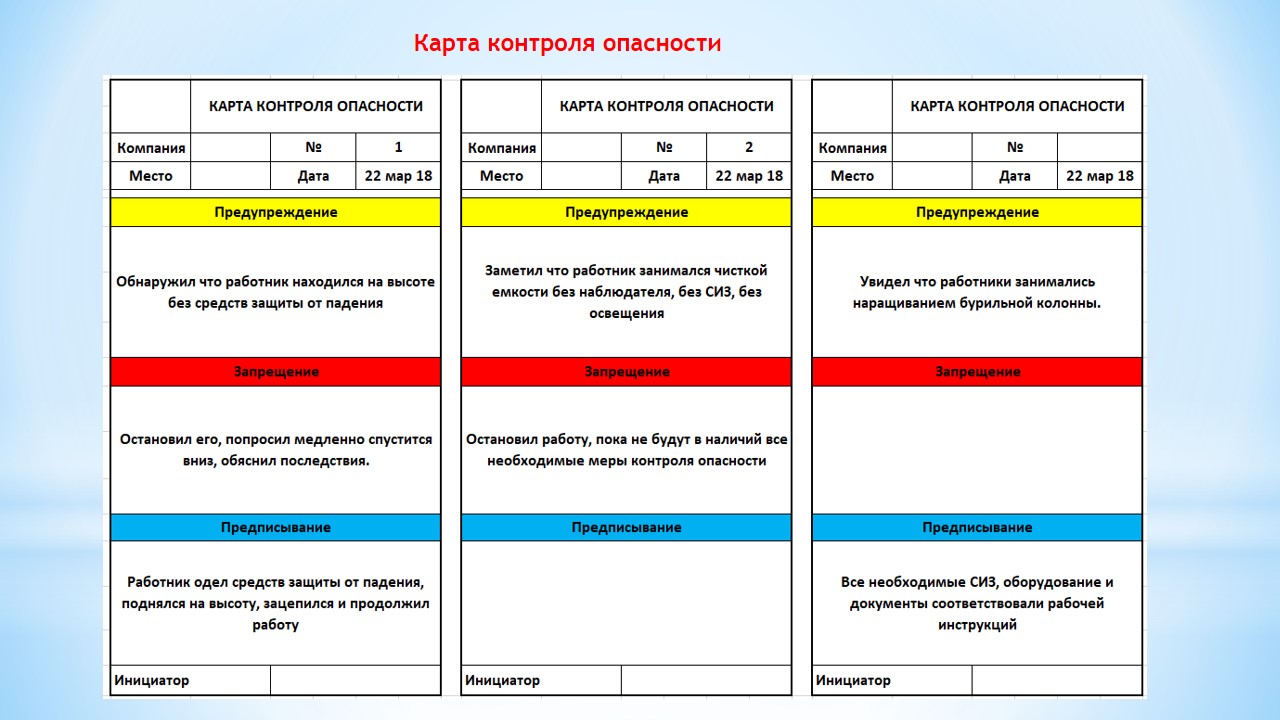 Карта контроля опасности
КАРТА КОНТРОЛЯ ОПАСНОСТИ
Компания № 1
Место Дата 22 мар 18
Предупреждение
Обнаружил что работник находился на высоте
без средств защиты от падения
Запрещение
Остановил его, попросил медленно спустится
вниз, обяснил последствия.
Предписывание
Работник одел средств защиты от падения,
поднялся на высоту, зацепился и продолжил
работу
Инициатор
КАРТА КОНТРОЛЯ ОПАСНОСТИ
Компания № 2
Место Дата 22 мар 18
Предупреждение
Заметил что работник занимался чисткой
емкости без наблюдателя, без СИЗ, без
освещения
Запрещение
Остановил работу, пока не будут в наличий все
необходимые меры контроля опасности
Предписывание
Инициатор
КАРТА КОНТРОЛЯ ОПАСНОСТИ
Компания №
Место Дата 22 мар 18
Предупреждение
Увидел что работники занимались
наращиванием бурильной колонны.
Запрещение
Предписывание
Все необходимые СИЗ, оборудование и
документы соответствовали рабочей
инструкций
Инициатор